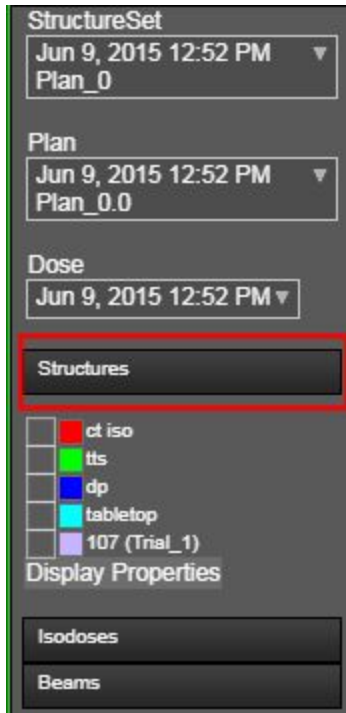 StructureSet
Jun 9, 2015 12:52 PM
Plan_0
Plan
Jun 9, 2015 12:52 PM
Plan_0.0
Dose
Jun 9, 2015 12:52 PM
Structures
ct iso
tts
dp
tabletop
107 (Trial_1)
Display Properties
Isodoses
Beams